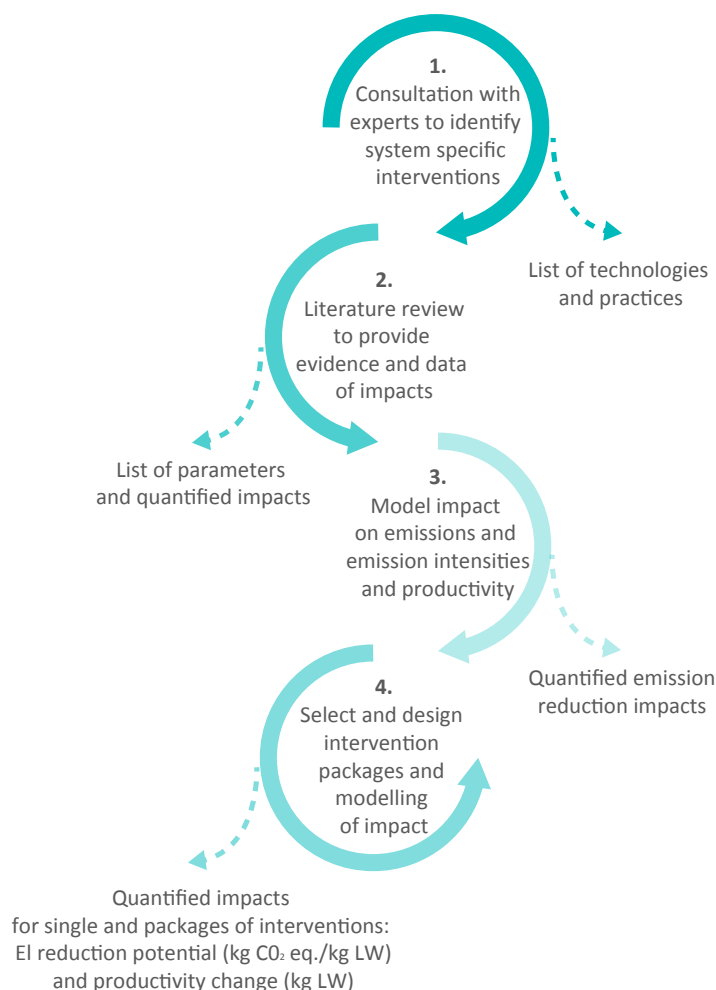 1.
Consultation with
experts to identify
system specific
interventions
List of technologies
and practices
2.
Literature review
to provide
evidence and data
of impacts
List of parameters
and quantified impacts
3.
Model impact
on emissions and
emission intensities
and productivity
Quantified emission
reduction impacts
4.
Select and design
intervention
packages and
modelling
of impact
Quantified impacts
for single and packages of interventions:
EI reduction potential (kg C0₂ eq./kg LW)
and productivity change (kg LW)